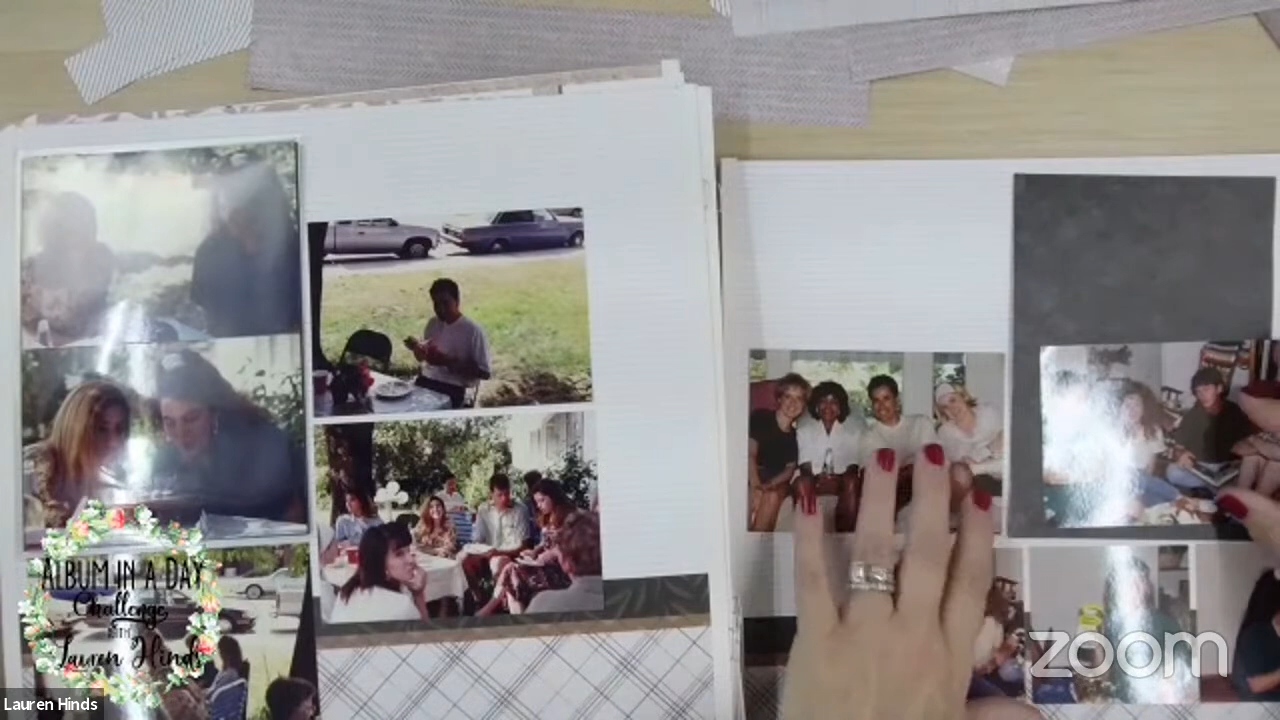 ALBUM IN A DAY
Challenge
WITH
Lauren Hinds
Lauren Hinds
zoom